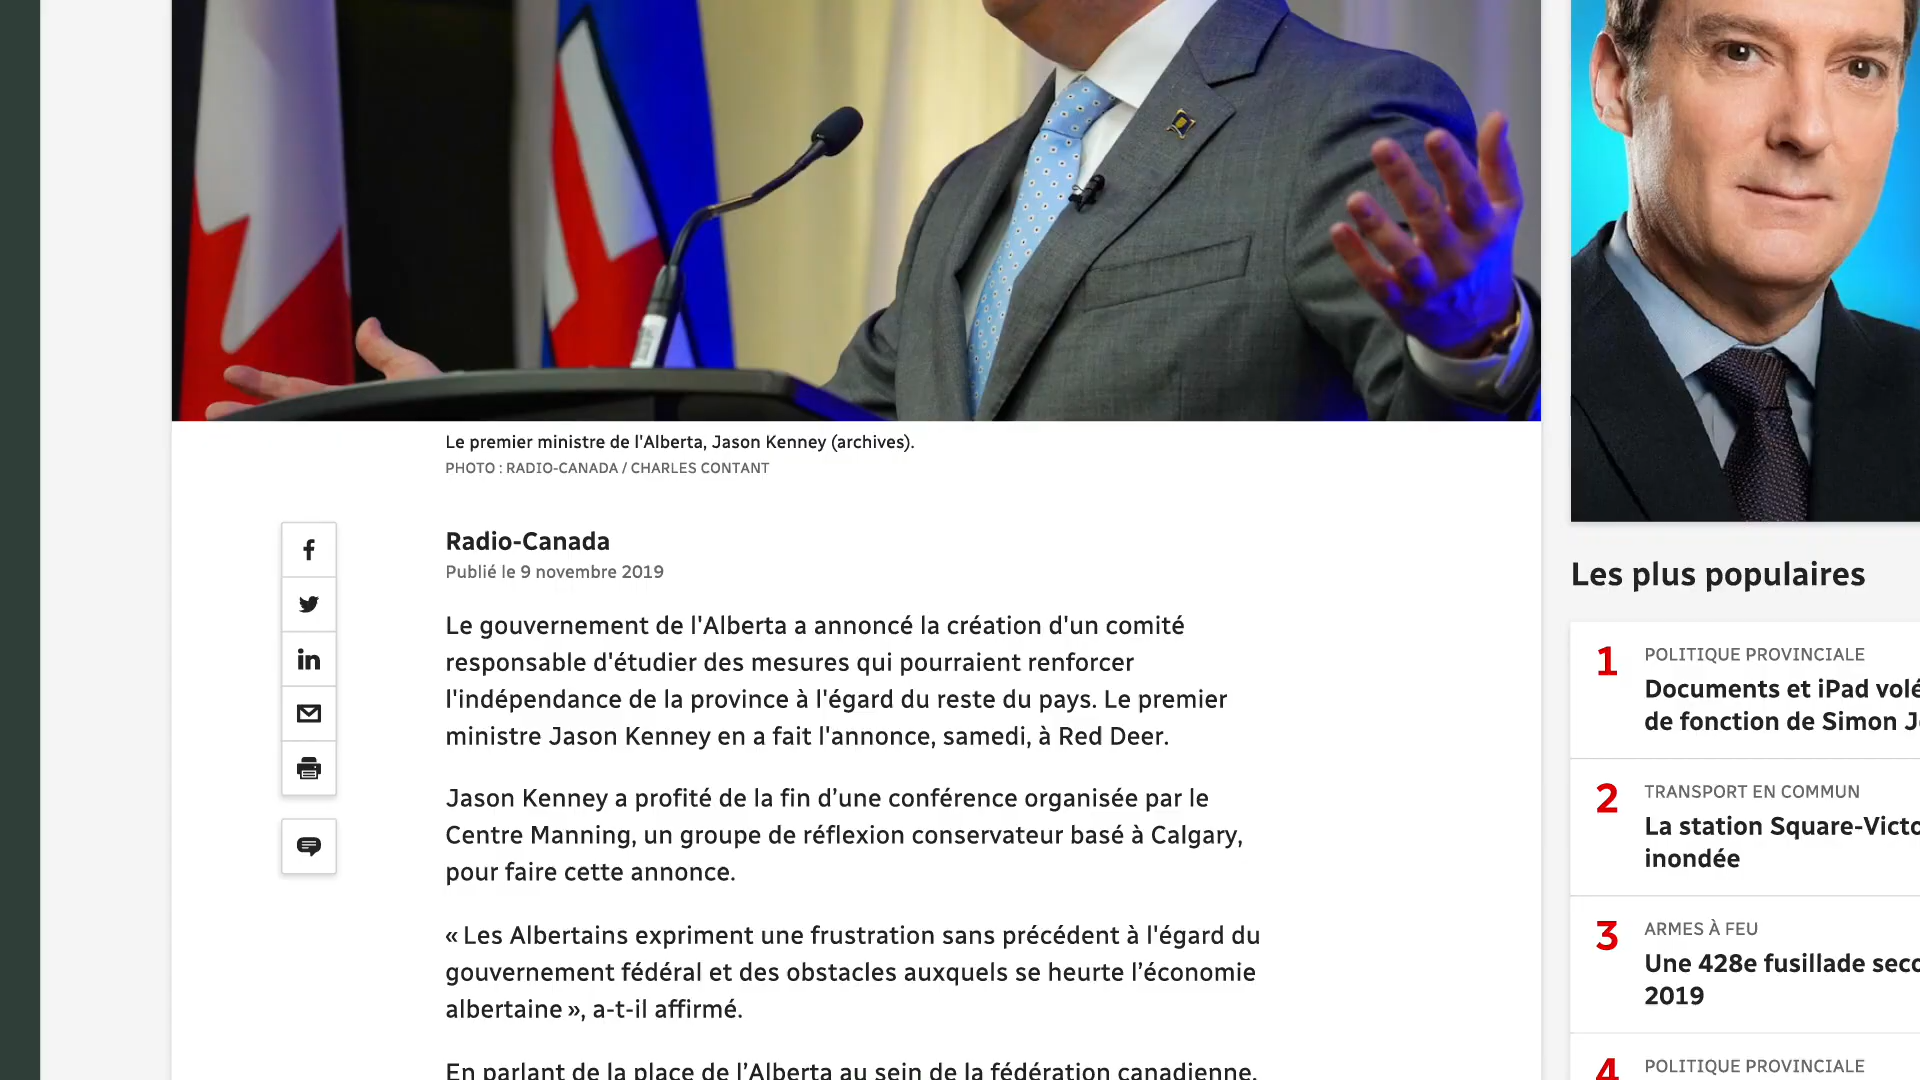 Le premier ministre de l'Alberta, Jason Kenney (archives).
PHOTO : RADIO-CANADA / CHARLES CONTANT
Radio-Canada
Publié le 9 novembre 2019
Le gouvernement de l'Alberta a annoncé la création d'un comité
responsable d'étudier des mesures qui pourraient renforcer
l'indépendance de la province à l'égard du reste du pays. Le premier
ministre Jason Kenney en a fait l'annonce, samedi, à Red Deer.
Jason Kenney a profité de la fin d’une conférence organisée par le
Centre Manning, un groupe de réflexion conservateur basé à Calgary,
pour faire cette annonce.
« Les Albertains expriment une frustration sans précédent à l'égard du
gouvernement fédéral et des obstacles auxquels se heurte l’économie
albertaine », a-t-il affirmé.
En parlant de la place de l’Alberta au sein de la fédération canadienne,
Les plus populaires
1 POLITIQUE PROVINCIALE
Documents et iPad volé
de fonction de Simon J
2 TRANSPORT EN COMMUN
La station Square-Victo
inondée
3 ARMES À FEU
Une 428e fusillade seco
2019
4 POLITIQUE PROVINCIALE